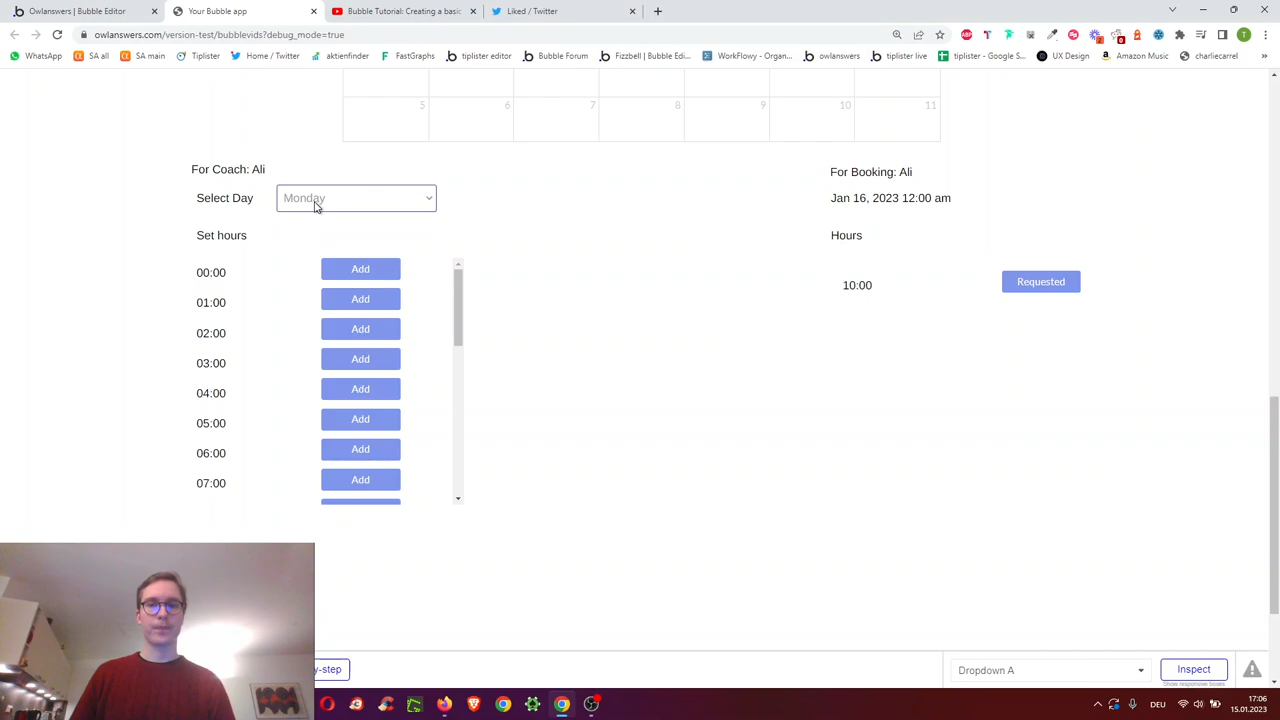 Owlanswers | Bubble Editor
Your Bubble app
Bubble Tutorial: Creating a basic
Liked / Twitter
owlanswers.com/version-test/bubblevids?debug_mode=true
WhatsApp
SA all
SA main
Tiplister
Home / Twitter
aktienfinder
FastGraphs
tiplister editor
Bubble Forum
Fizzbell | Bubble Edi...
WorkFlowy - Organ...
owlanswers
tiplister live
tiplister - Google S...
UX Design
Amazon Music
charliecarrel
5 6 7 8 9 10 11
For Coach: Ali
For Booking: Ali
Select Day Monday
Jan 16, 2023 12:00 am
Set hours
Hours
00:00 Add
10:00 Requested
01:00 Add
02:00 Add
03:00 Add
04:00 Add
05:00 Add
06:00 Add
07:00 Add
y-step
Dropdown A
Inspect
Show responsive boxes
DEU
17:06
15.01.2023